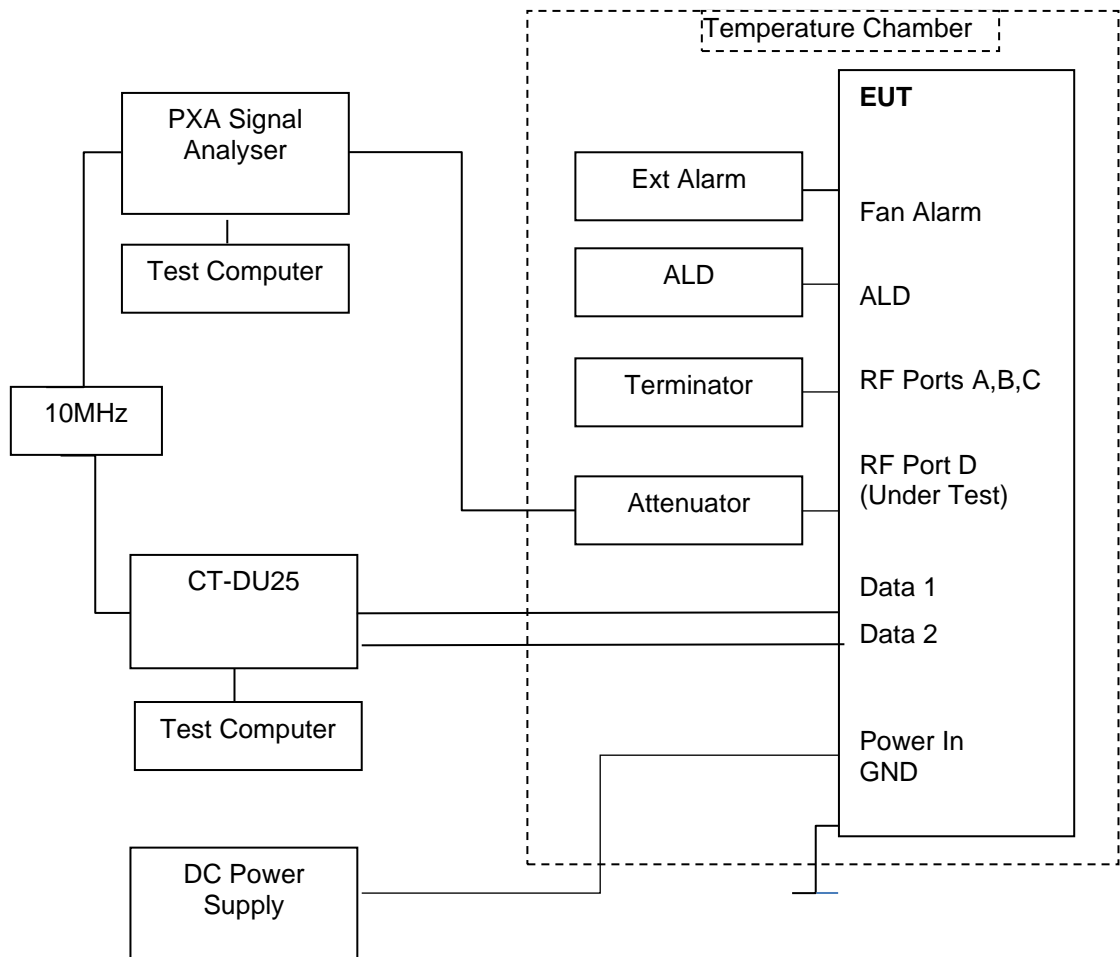 Temperature Chamber
EUT
PXA Signal
Analyser
Ext Alarm
Fan Alarm
Test Computer
ALD
ALD
Terminator
RF Ports A,B,C
10MHz
Attenuator
RF Port D
(Under Test)
CT-DU25
Data 1
Data 2
Test Computer
Power In
GND
DC Power
Supply